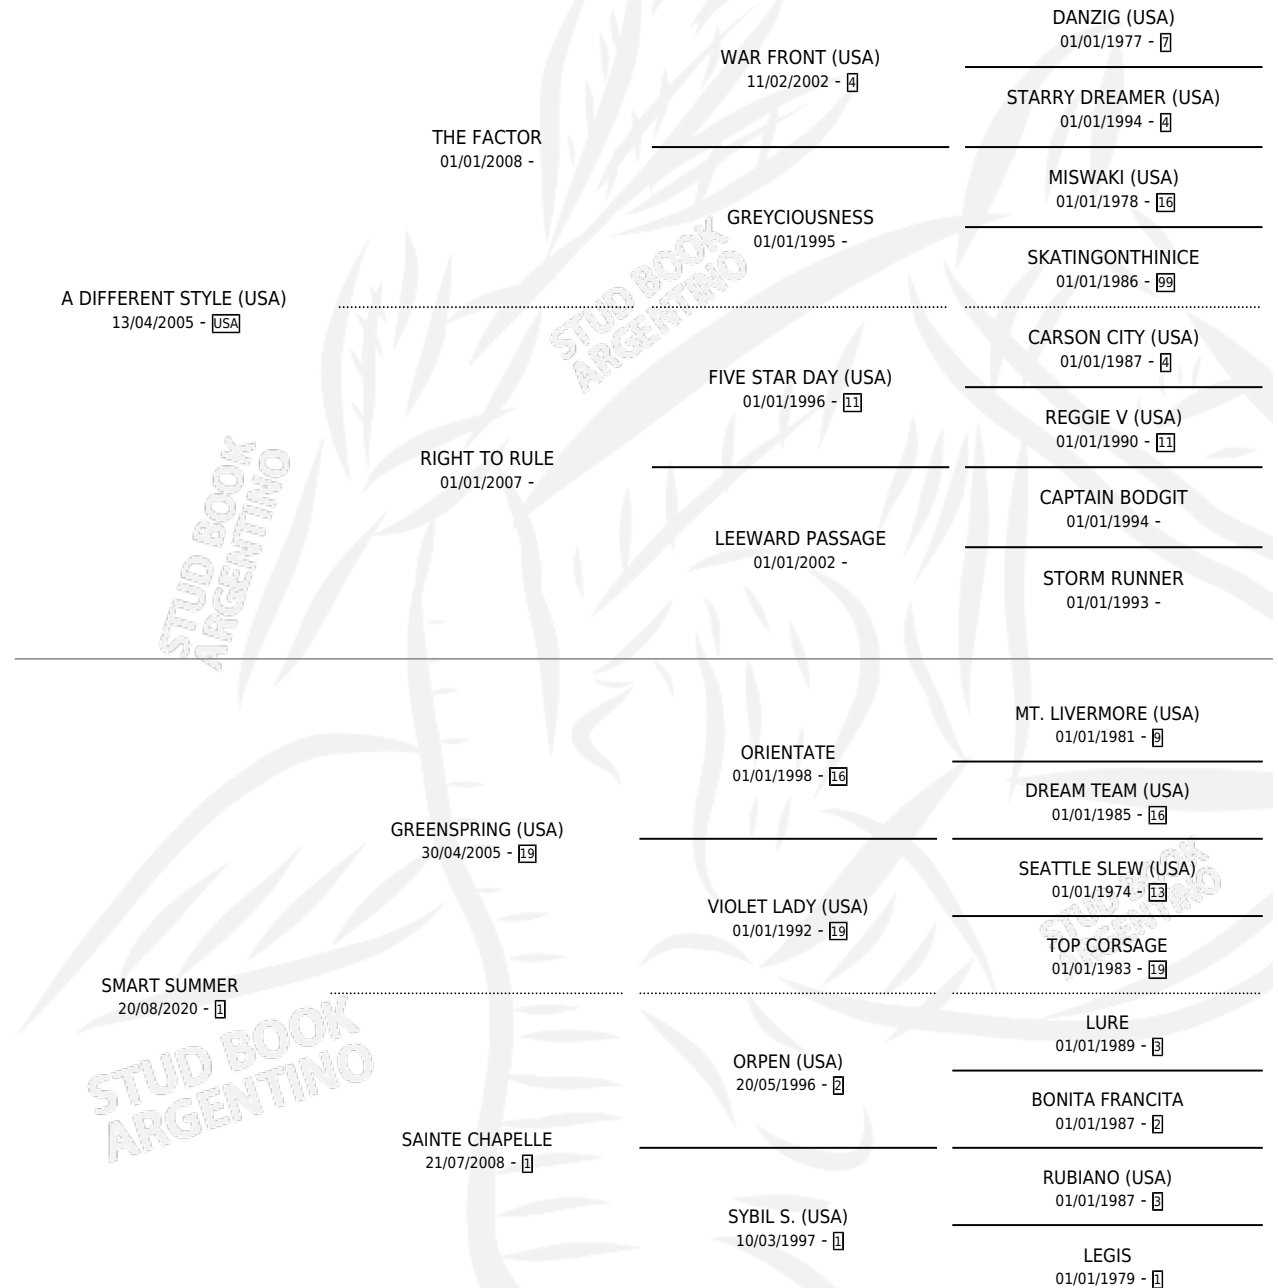 DANZIG (USA)
01/01/1977 - 7
WAR FRONT (USA)
11/02/2002 - 4
STARRY DREAMER (USA)
01/01/1994 - 4
THE FACTOR
01/01/2008 -
MISWAKI (USA)
01/01/1978 - 16
GREYCIOUSNESS
01/01/1995 -
SKATINGONTHINICE
01/01/1986 - 99
A DIFFERENT STYLE (USA)
13/04/2005 - USA
CARSON CITY (USA)
01/01/1987 - 4
FIVE STAR DAY (USA)
01/01/1996 - 11
REGGIE V (USA)
01/01/1990 - 11
RIGHT TO RULE
01/01/2007 -
CAPTAIN BODGIT
01/01/1994 -
LEEWARD PASSAGE
01/01/2002 -
STORM RUNNER
01/01/1993 -
STUD BOOK
ARGENTINO
STUD BOOK
ARGENTINO
MT. LIVERMORE (USA)
01/01/1981 - 9
ORIENTATE
01/01/1998 - 16
DREAM TEAM (USA)
01/01/1985 - 16
GREENSPRING (USA)
30/04/2005 - 19
SEATTLE SLEW (USA)
01/01/1974 - 13
VIOLET LADY (USA)
01/01/1992 - 19
TOP CORSAGE
01/01/1983 - 19
SMART SUMMER
20/08/2020 - 1
LURE
01/01/1989 - 3
ORPEN (USA)
20/05/1996 - 2
BONITA FRANCITA
01/01/1987 - 2
SAINTE CHAPELLE
21/07/2008 - 1
RUBIANO (USA)
01/01/1987 - 3
SYBIL S. (USA)
10/03/1997 - 1
LEGIS
01/01/1979 - 1
STUD BOOK
ARGENTINO
STUD BOOK
ARGENTINO